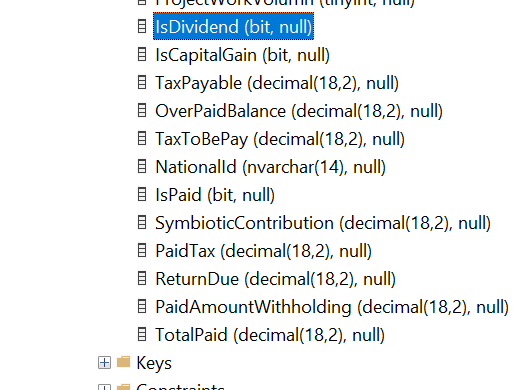 ProjectWorkVolumn (tinyint, null)
IsDividend (bit, null)
IsCapitalGain (bit, null)
TaxPayable (decimal(18,2), null)
OverPaidBalance (decimal(18,2), null)
TaxToBePay (decimal(18,2), null)
NationalId (nvarchar(14), null)
IsPaid (bit, null)
SymbioticContribution (decimal(18,2), null)
PaidTax (decimal(18,2), null)
ReturnDue (decimal(18,2), null)
PaidAmountWithholding (decimal(18,2), null)
TotalPaid (decimal(18,2), null)
Keys
Constraints